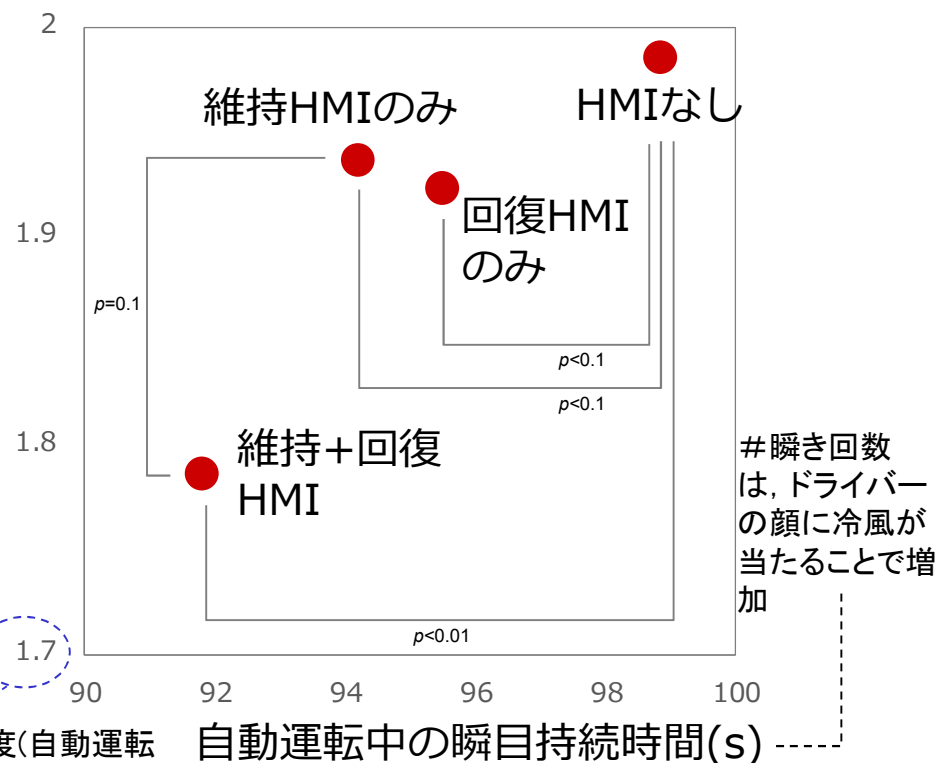 2
維持HMIのみ
HMIなし
1.9
回復HMI
のみ
p=0.1
p<0.1
p<0.1
1.8
維持+回復
HMI
#瞬き回数
は，ドライバー
の顔に冷風が
当たることで増
加
p<0.01
1.7
90 92 94 96 98 100
度(自動運転
自動運転中の瞬目持続時間(s)